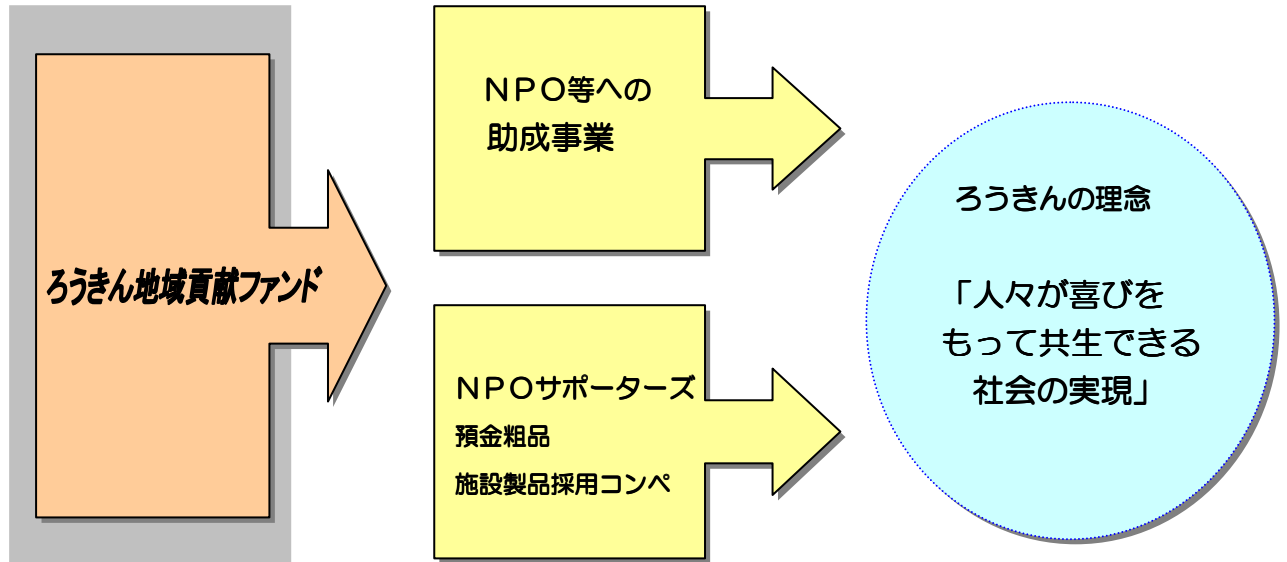 ろうきん地域貢献ファンド
ＮＰＯ等への
助成事業
ＮＰＯサポーターズ
預金粗品
施設製品採用コンペ
ろうきんの理念
「人々が喜びを
もって共生できる
社会の実現」